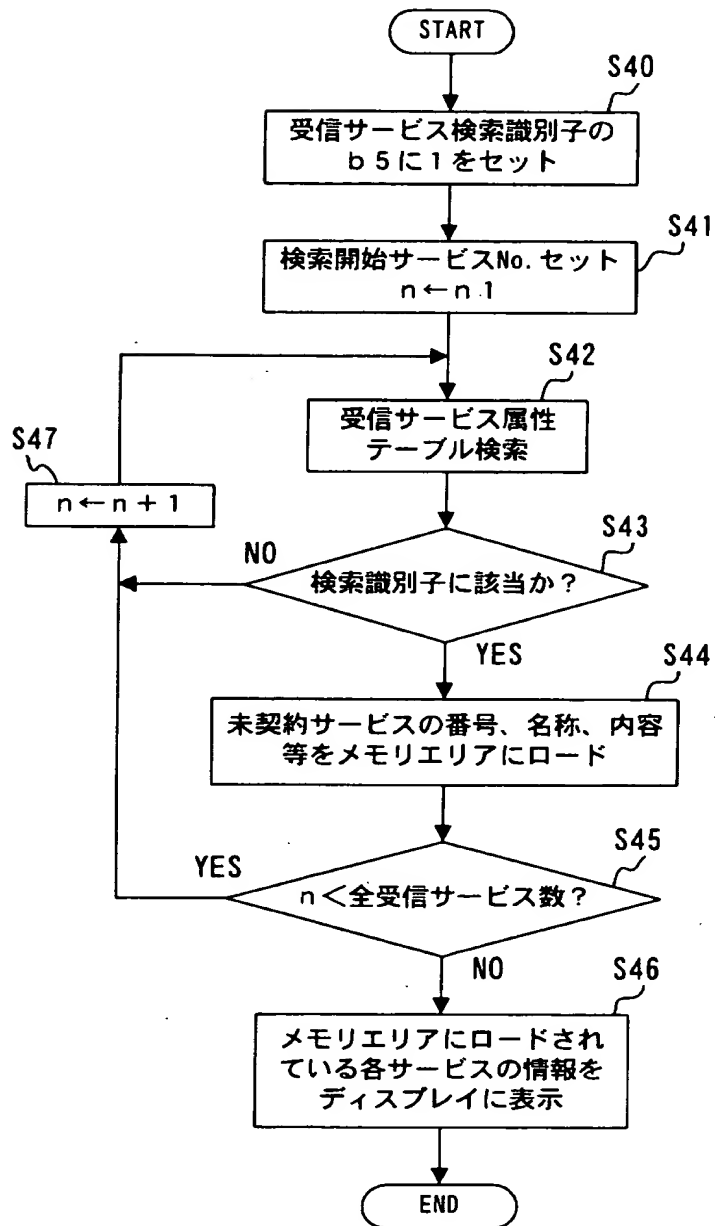 START
S40
受信サービス検索識別子の
b5に1をセット
S41
検索開始サービスNo.セット
n←n1
S42
受信サービス属性
テーブル検索
S47
n←n+1
S43
NO
検索識別子に該当か?
YES
S44
未契約サービスの番号、名称、内容
等をメモリエリアにロード
S45
YES
n<全受信サービス数?
NO
S46
メモリエリアにロードされ
ている各サービスの情報を
ディスプレイに表示
END